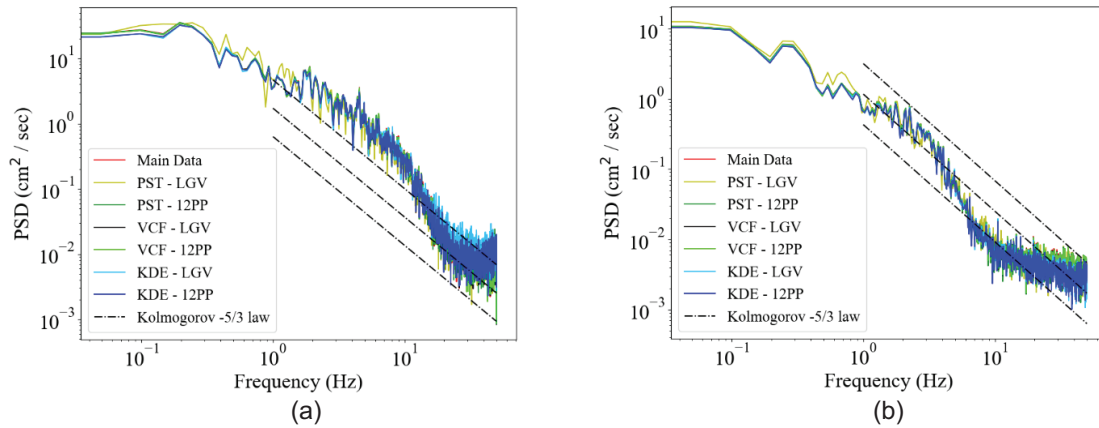 10^1
10^0
10^{-1}
10^{-2}
10^{-3}
PSD (cm^2 / sec)
Main Data
PST - LGV
PST - 12PP
VCF - LGV
VCF - 12PP
KDE - LGV
KDE - 12PP
Kolmogorov -5/3 law
10^{-1} 10^0 10^1
Frequency (Hz)
(a)
10^1
10^0
10^{-1}
10^{-2}
10^{-3}
PSD (cm^2 / sec)
Main Data
PST - LGV
PST - 12PP
VCF - LGV
VCF - 12PP
KDE - LGV
KDE - 12PP
Kolmogorov -5/3 law
10^{-1} 10^0 10^1
Frequency (Hz)
(b)